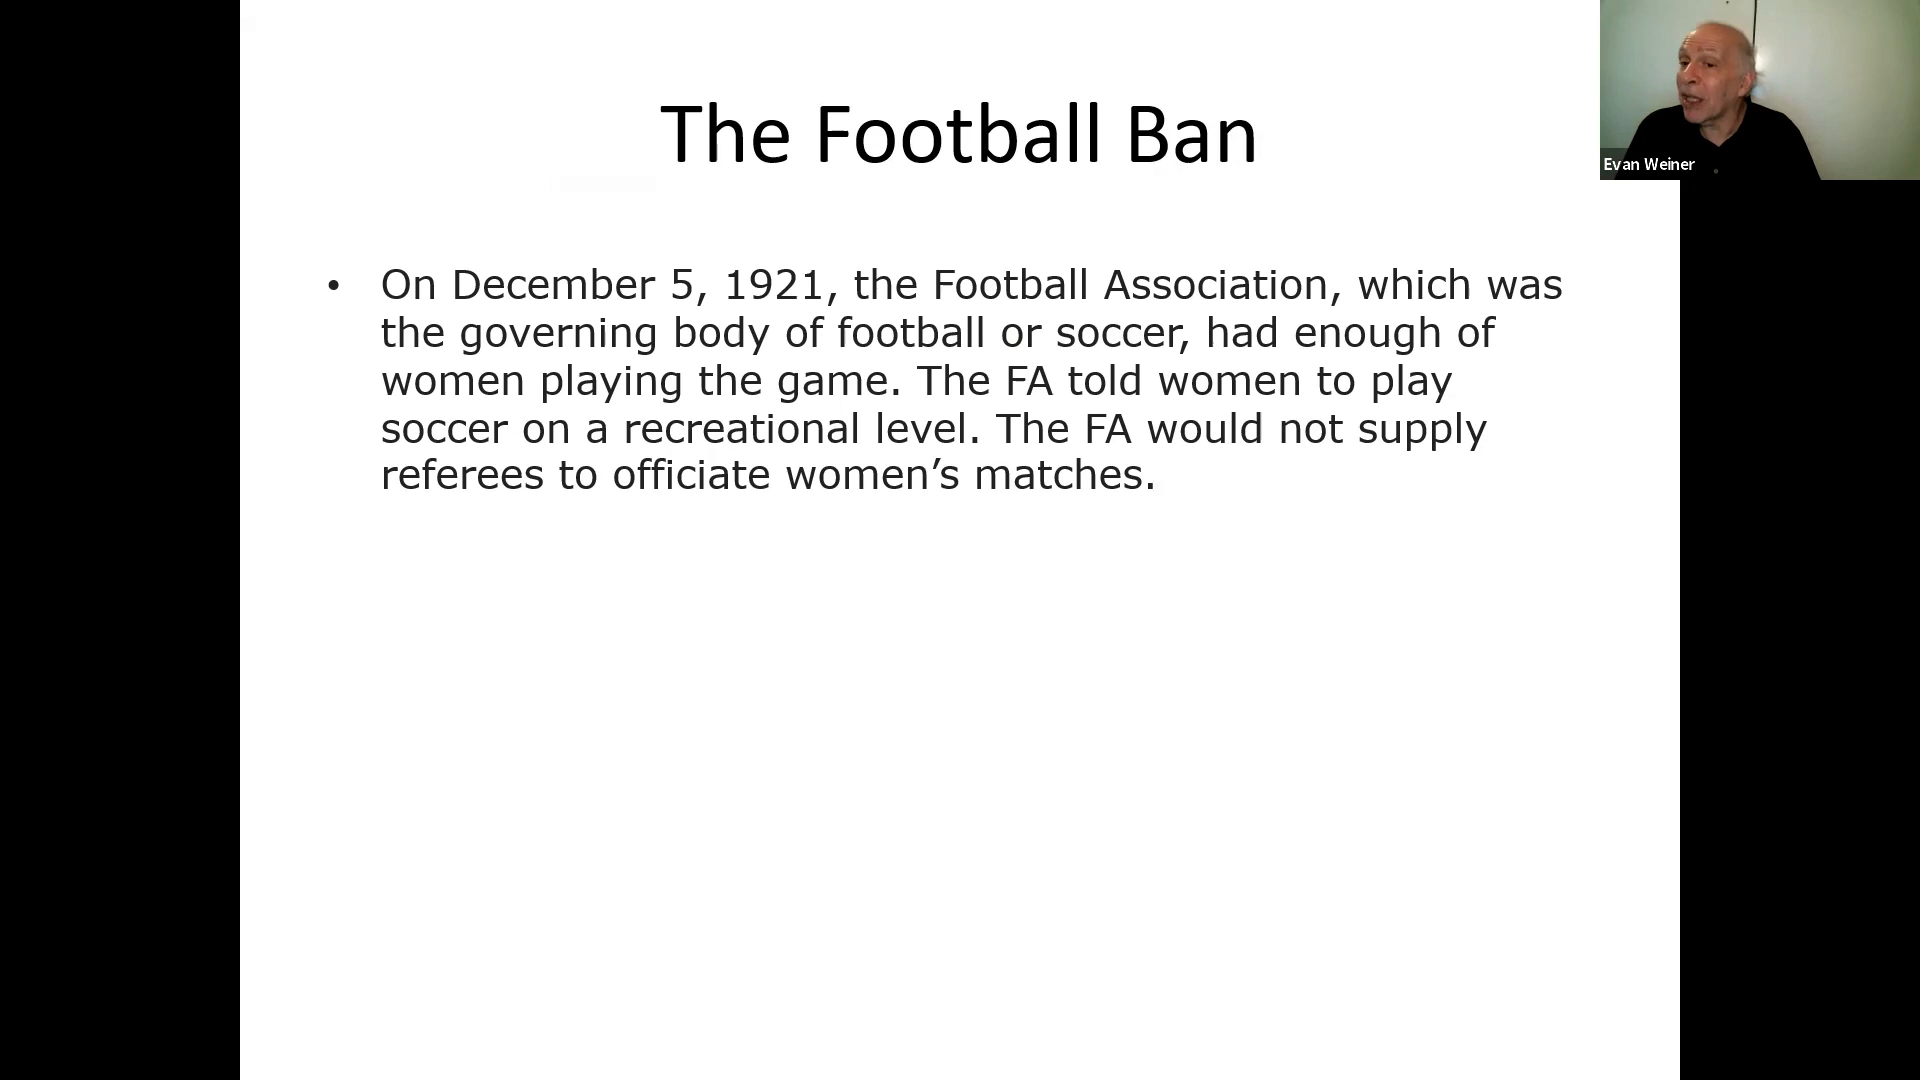 The Football Ban
Evan Weiner
• On December 5, 1921, the Football Association, which was
the governing body of football or soccer, had enough of
women playing the game. The FA told women to play
soccer on a recreational level. The FA would not supply
referees to officiate women’s matches.